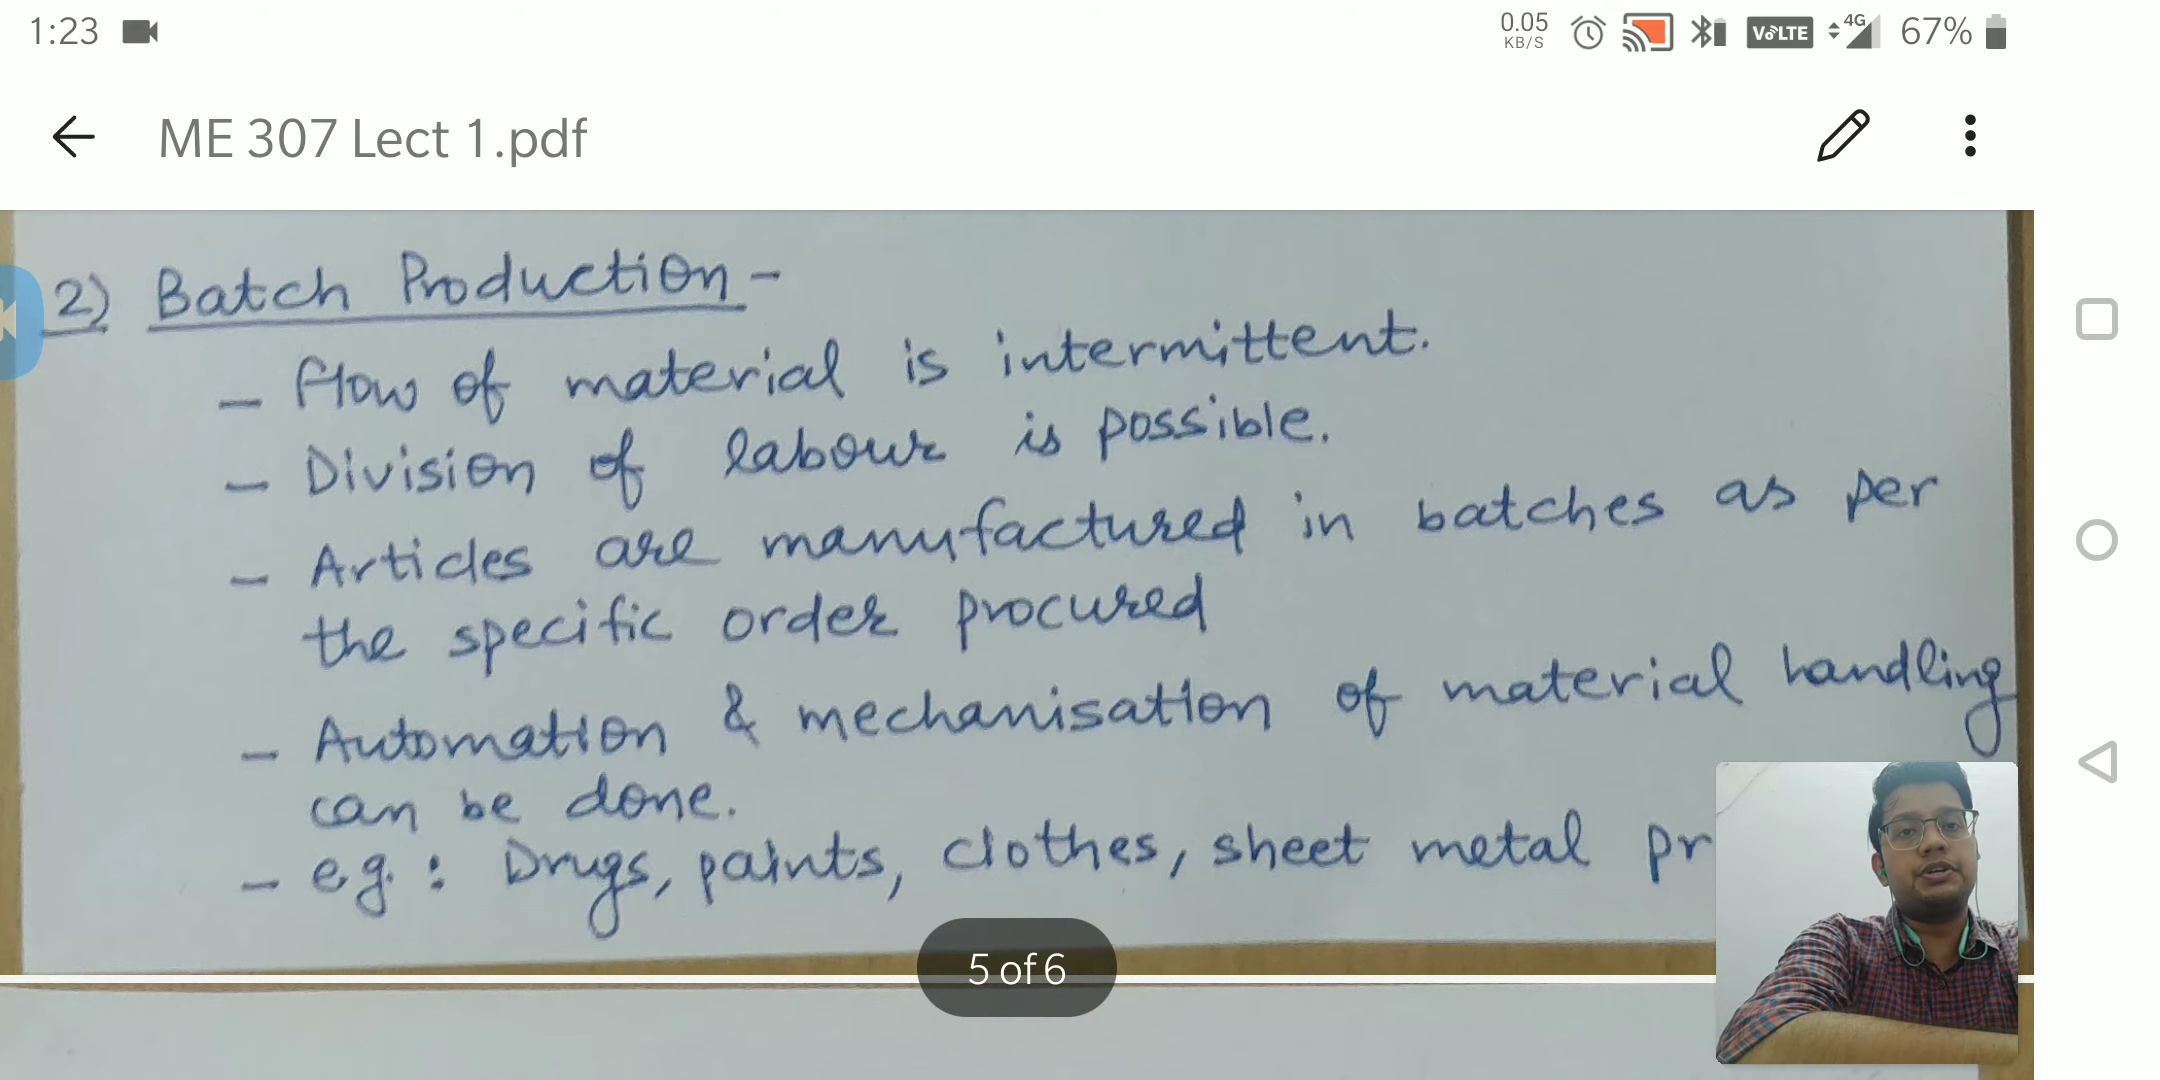 1:23
0.05
KB/S
VoLTE
4G
67%
ME 307 Lect 1.pdf
2) Batch Production -
- flow of material is intermittent.
- Division of labour is possible.
- Articles are manufactured in batches as per
the specific order procured
- Automation & mechanisation of material handling
can be done.
- e.g. : Drugs, paints, clothes, sheet metal pr
5 of 6